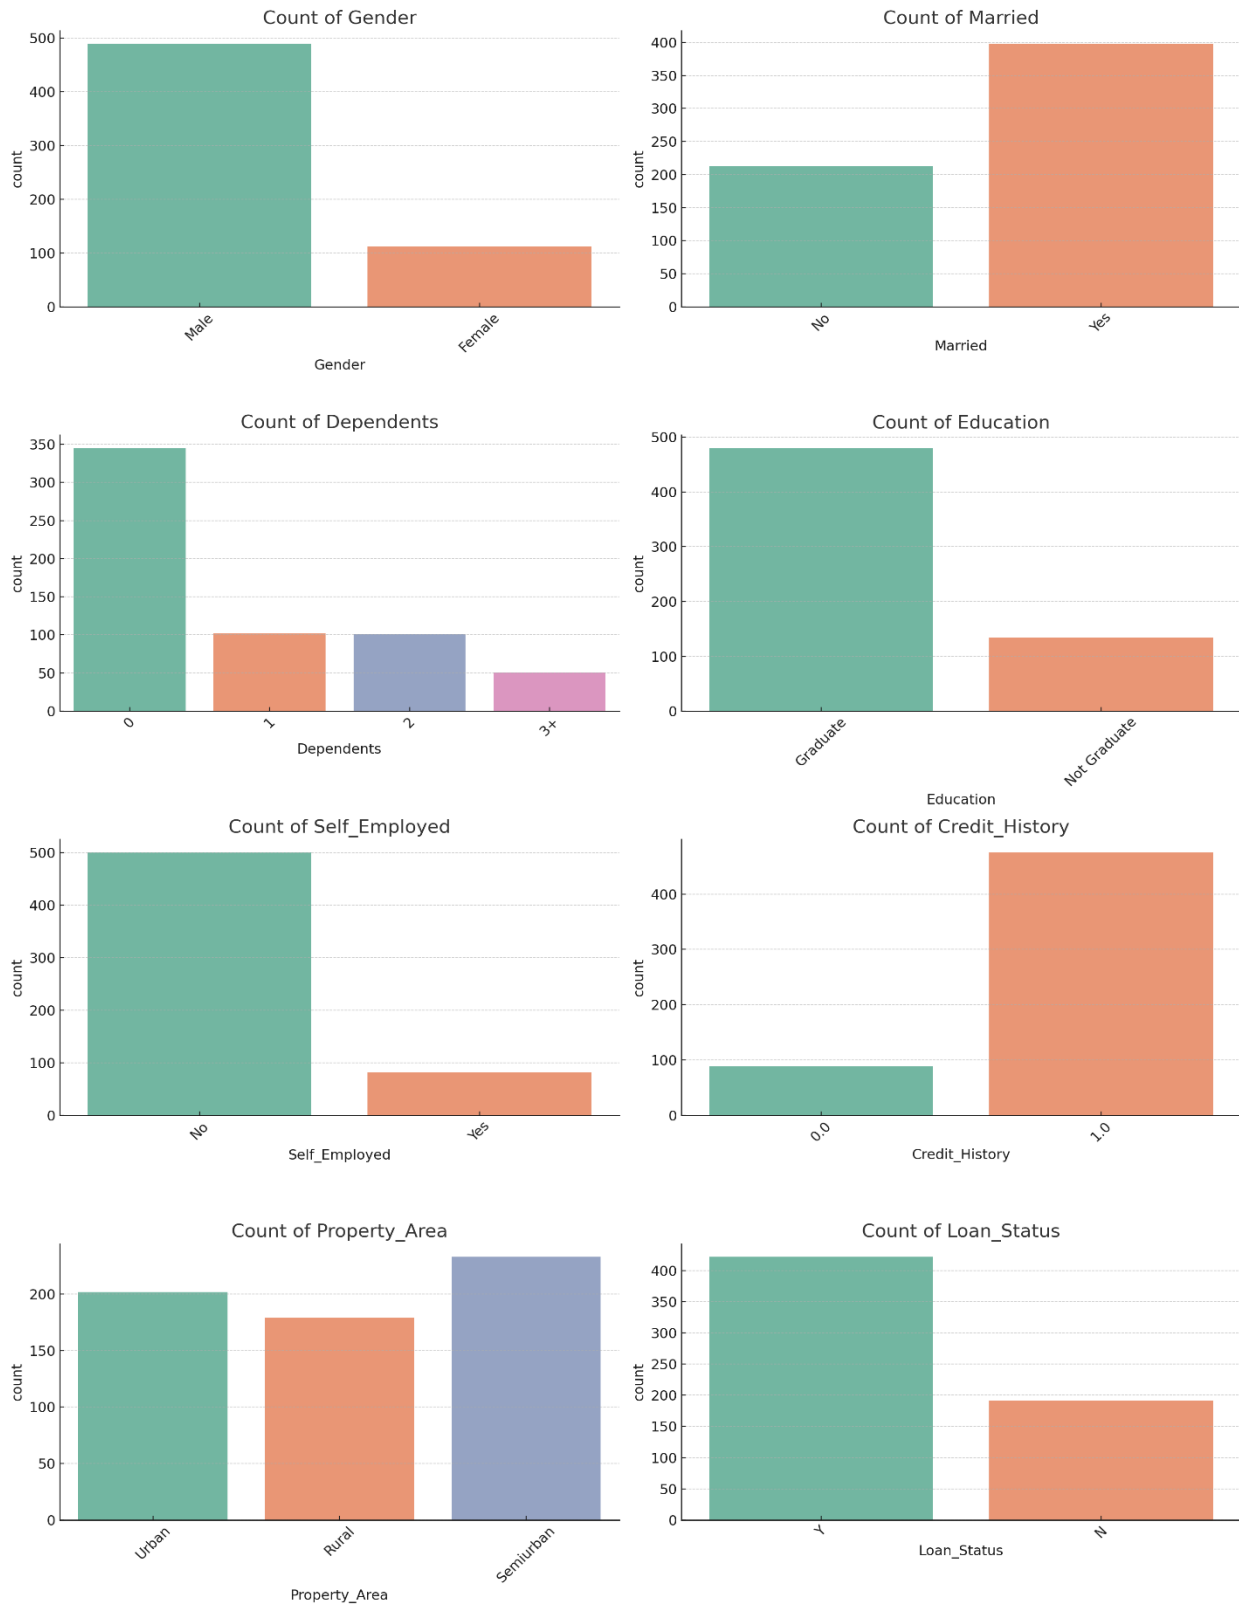 Count of Gender
500
400
300
200
100
0
count
Male
Female
Gender
Count of Married
400
350
300
250
200
150
100
50
0
count
No
Yes
Married
Count of Dependents
350
300
250
200
150
100
50
0
count
0
1
2
3+
Dependents
Count of Education
500
400
300
200
100
0
count
Graduate
Not Graduate
Education
Count of Self_Employed
500
400
300
200
100
0
count
No
Yes
Self_Employed
Count of Credit_History
400
300
200
100
0
count
0.0
1.0
Credit_History
Count of Property_Area
200
150
100
50
0
count
Urban
Rural
Semiurban
Property_Area
Count of Loan_Status
400
350
300
250
200
150
100
50
0
count
Y
N
Loan_Status